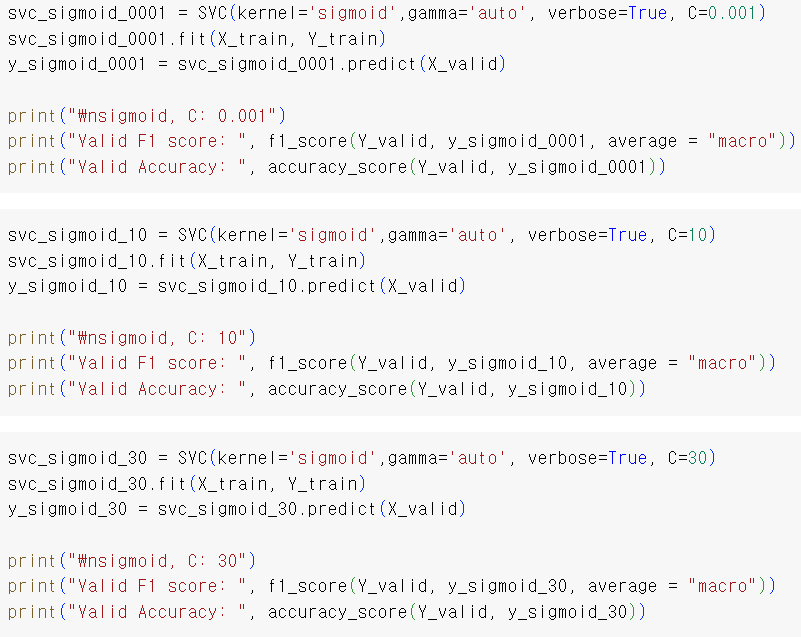 svc_sigmoid_0001 = SVC(kernel='sigmoid',gamma='auto', verbose=True, C=0.001)
svc_sigmoid_0001.fit(X_train, Y_train)
y_sigmoid_0001 = svc_sigmoid_0001.predict(X_valid)
print("₩nsigmoid, C: 0.001")
print("Valid F1 score: ", f1_score(Y_valid, y_sigmoid_0001, average = "macro"))
print("Valid Accuracy: ", accuracy_score(Y_valid, y_sigmoid_0001))
svc_sigmoid_10 = SVC(kernel='sigmoid',gamma='auto', verbose=True, C=10)
svc_sigmoid_10.fit(X_train, Y_train)
y_sigmoid_10 = svc_sigmoid_10.predict(X_valid)
print("₩nsigmoid, C: 10")
print("Valid F1 score: ", f1_score(Y_valid, y_sigmoid_10, average = "macro"))
print("Valid Accuracy: ", accuracy_score(Y_valid, y_sigmoid_10))
svc_sigmoid_30 = SVC(kernel='sigmoid',gamma='auto', verbose=True, C=30)
svc_sigmoid_30.fit(X_train, Y_train)
y_sigmoid_30 = svc_sigmoid_30.predict(X_valid)
print("₩nsigmoid, C: 30")
print("Valid F1 score: ", f1_score(Y_valid, y_sigmoid_30, average = "macro"))
print("Valid Accuracy: ", accuracy_score(Y_valid, y_sigmoid_30))